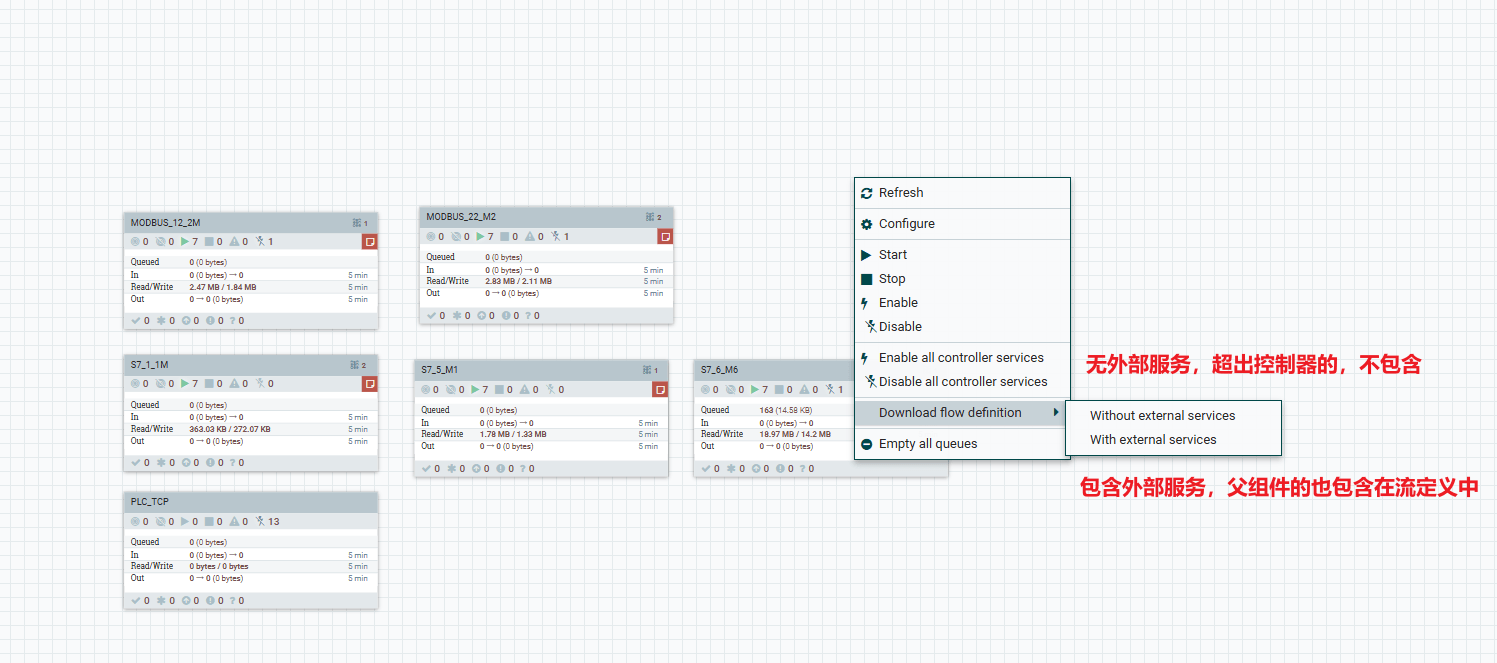 MODBUS_12_2M 1
0 0 7 0 0 1
Queued 0 (0 bytes)
In 0 (0 bytes) → 0 5 min
Read/Write 2.47 MB / 1.84 MB 5 min
Out 0 → 0 (0 bytes) 5 min
0 0 0 0 ? 0
MODBUS_22_M2 2
0 0 7 0 0 1
Queued 0 (0 bytes)
In 0 (0 bytes) → 0 5 min
Read/Write 2.83 MB / 2.11 MB 5 min
Out 0 → 0 (0 bytes) 5 min
0 0 0 0 ? 0
S7_1_1M 2
0 0 7 0 0 0
Queued 0 (0 bytes)
In 0 (0 bytes) → 0 5 min
Read/Write 363.03 KB / 272.07 KB 5 min
Out 0 → 0 (0 bytes) 5 min
0 0 0 0 ? 0
S7_5_M1 1
0 0 7 0 0 0
Queued 0 (0 bytes)
In 0 (0 bytes) → 0 5 min
Read/Write 1.78 MB / 1.33 MB 5 min
Out 0 → 0 (0 bytes) 5 min
0 0 0 0 ? 0
S7_6_M6
0 0 7 0 0 1
Queued 163 (14.58 KB)
In 0 (0 bytes) → 0
Read/Write 18.97 MB / 14.2 MB
Out 0 → 0 (0 bytes)
0 0 0 0 ? 0
PLC_TCP
0 0 0 0 0 13
Queued 0 (0 bytes)
In 0 (0 bytes) → 0 5 min
Read/Write 0 bytes / 0 bytes 5 min
Out 0 → 0 (0 bytes) 5 min
0 0 0 0 ? 0
Refresh
Configure
Start
Stop
Enable
Disable
Enable all controller services
Disable all controller services
Download flow definition
Empty all queues
无外部服务，超出控制器的，不包含
Without external services
With external services
包含外部服务，父组件的也包含在流定义中